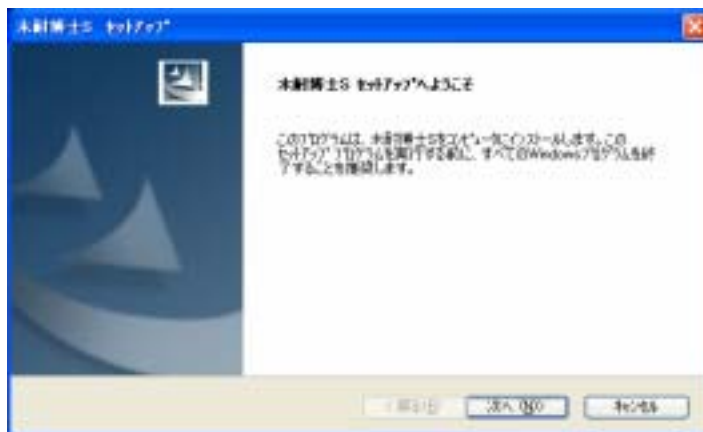 木耐博士S セットアップ
木耐博士S セットアップへようこそ
このプログラムは、木耐博士Sをコンピュータにインストールします。この
セットアップ プログラムを実行する前に、すべてのWindowsプログラムを終
了することを推奨します。
< 戻る(B)
次へ(N)>
キャンセル